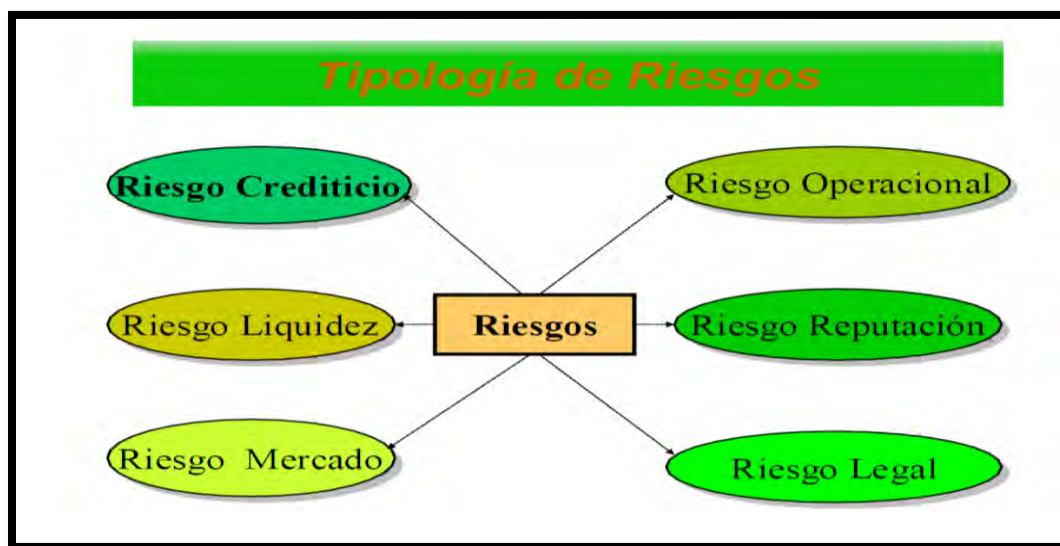 Tipología de Riesgos
Riesgo Crediticio
Riesgo Operacional
Riesgo Liquidez
Riesgos
Riesgo Reputación
Riesgo Mercado
Riesgo Legal